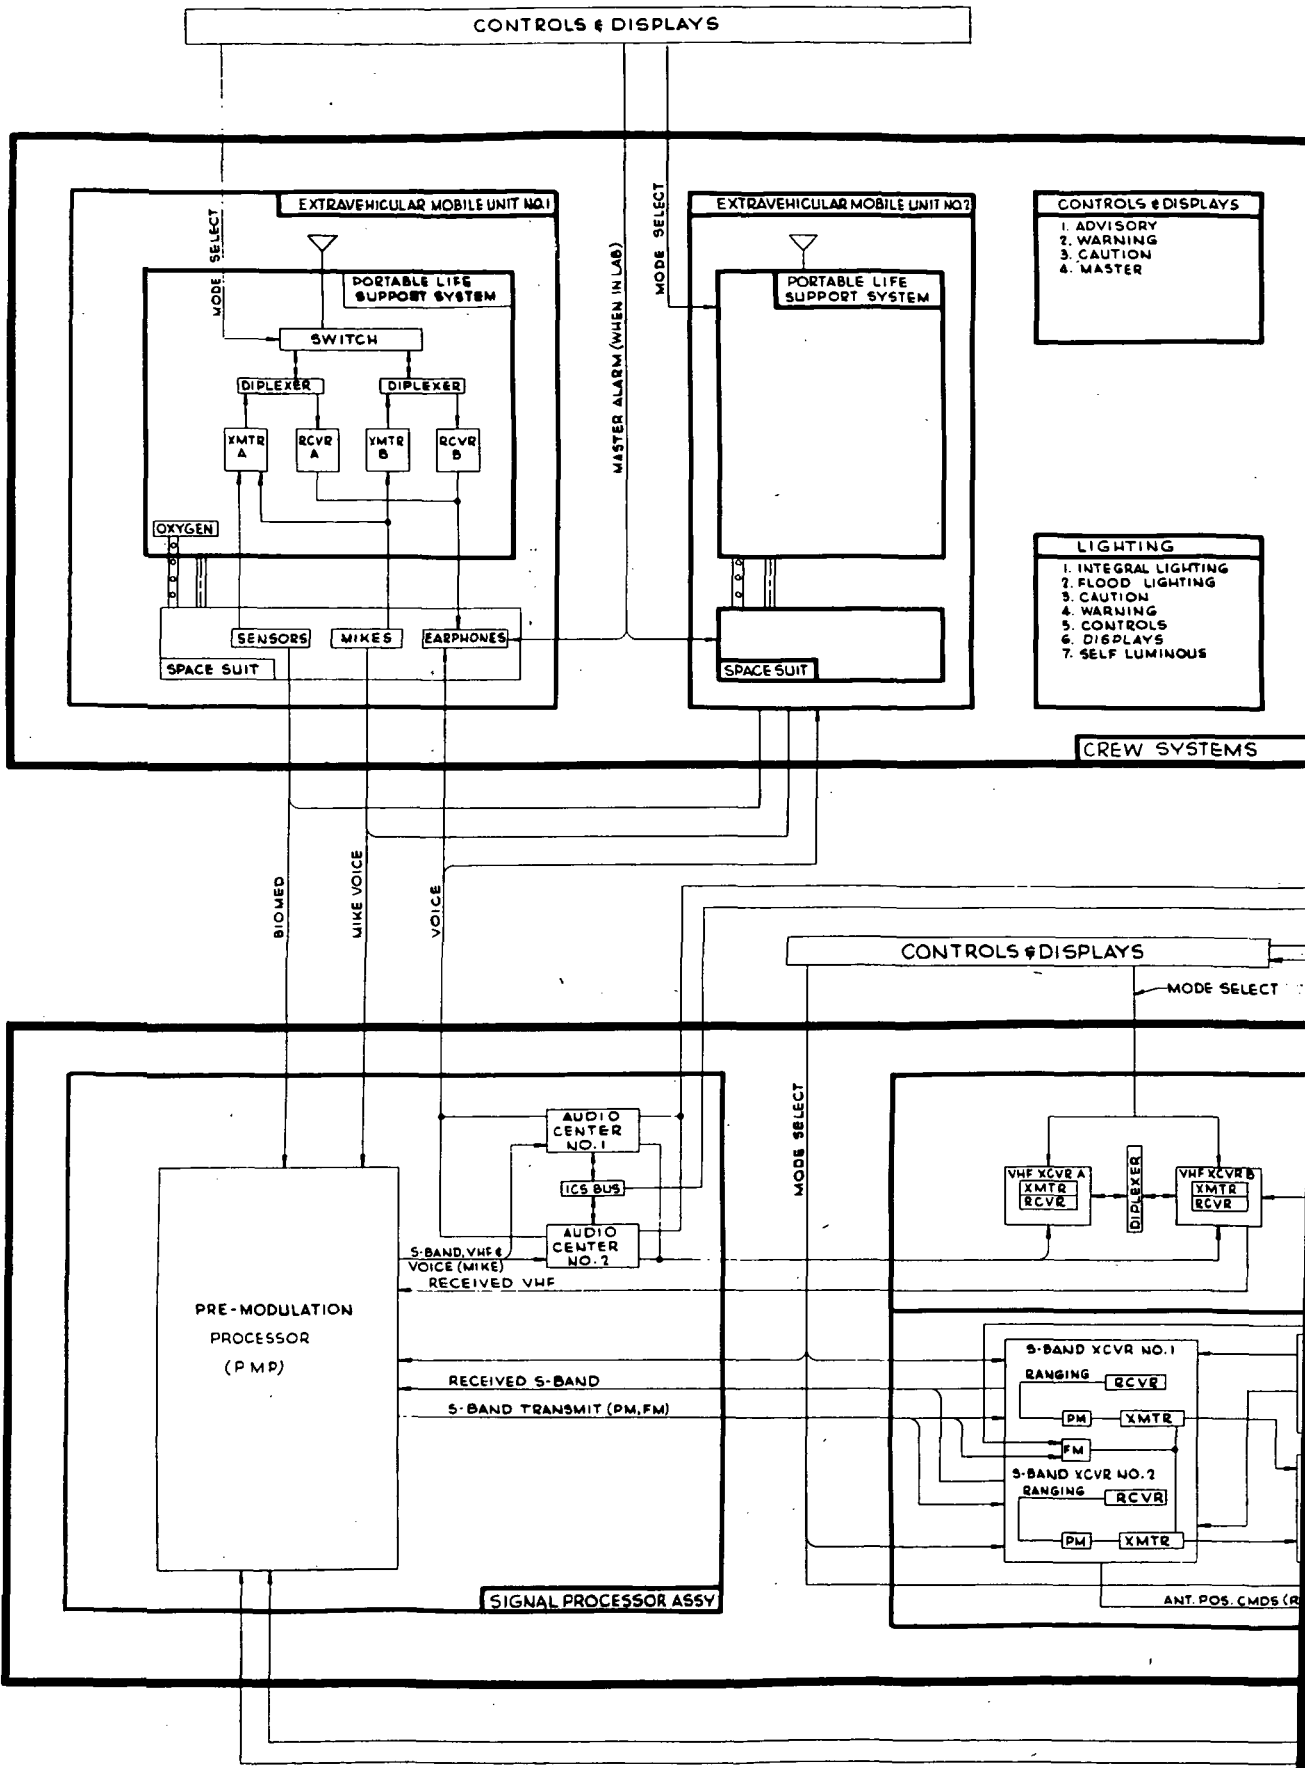 CONTROLS & DISPLAYS
EXTRAVEHICULAR MOBILE UNIT NO.1
MODE SELECT
PORTABLE LIFE
SUPPORT SYSTEM
SWITCH
DIPLEXER
DIPLEXER
XMTR
A
RCVR
A
XMTR
B
RCVR
B
OXYGEN
SENSORS
MIKES
EARPHONES
SPACE SUIT
MASTER ALARM (WHEN IN LAB)
MODE SELECT
EXTRAVEHICULAR MOBILE UNIT NO.2
PORTABLE LIFE
SUPPORT SYSTEM
SPACE SUIT
CONTROLS & DISPLAYS
1. ADVISORY
2. WARNING
3. CAUTION
4. MASTER
LIGHTING
1. INTEGRAL LIGHTING
2. FLOOD LIGHTING
3. CAUTION
4. WARNING
5. CONTROLS
6. DISPLAYS
7. SELF LUMINOUS
CREW SYSTEMS
BIOMED
MIKE VOICE
VOICE
CONTROLS & DISPLAYS
MODE SELECT
MODE SELECT
AUDIO
CENTER
NO.1
ICS BUS
AUDIO
CENTER
NO.2
S-BAND, VHF &
VOICE (MIKE)
RECEIVED VHF
PRE-MODULATION
PROCESSOR
(PMP)
RECEIVED S-BAND
S-BAND TRANSMIT (PM, FM)
SIGNAL PROCESSOR ASSY
VHF XCVR A
XMTR
RCVR
DIPLEXER
VHF XCVR B
XMTR
RCVR
S-BAND XCVR NO.1
RANGING
RCVR
PM
XMTR
FM
S-BAND XCVR NO.2
RANGING
RCVR
PM
XMTR
ANT. POS. CMDS (R